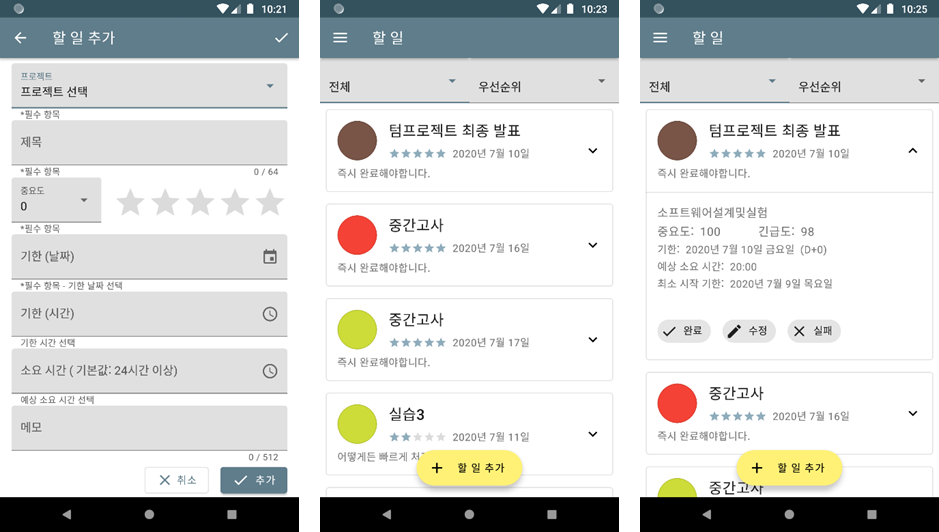 10:21
할 일 추가
프로젝트
프로젝트 선택
*필수 항목
제목
*필수 항목
0 / 64
중요도
0
*필수 항목
기한 (날짜)
*필수 항목 - 기한 날짜 선택
기한 (시간)
기한 시간 선택
소요 시간 ( 기본값: 24시간 이상)
예상 소요 시간 선택
메모
0 / 512
취소
추가
10:23
할 일
전체
우선순위
텀프로젝트 최종 발표
2020년 7월 10일
즉시 완료해야합니다.
중간고사
2020년 7월 16일
즉시 완료해야합니다.
중간고사
2020년 7월 17일
즉시 완료해야합니다.
실습3
2020년 7월 11일
어떻게든 빠르게
할 일 추가
10:25
할 일
전체
우선순위
텀프로젝트 최종 발표
2020년 7월 10일
즉시 완료해야합니다.
소프트웨어설계및실험
중요도: 100 긴급도: 98
기한: 2020년 7월 10일 금요일 (D+0)
예상 소요 시간: 20:00
최소 시작 기한: 2020년 7월 9일 목요일
완료
수정
실패
중간고사
2020년 7월 16일
즉시 완료해야합니다.
할 일 추가
중간고사